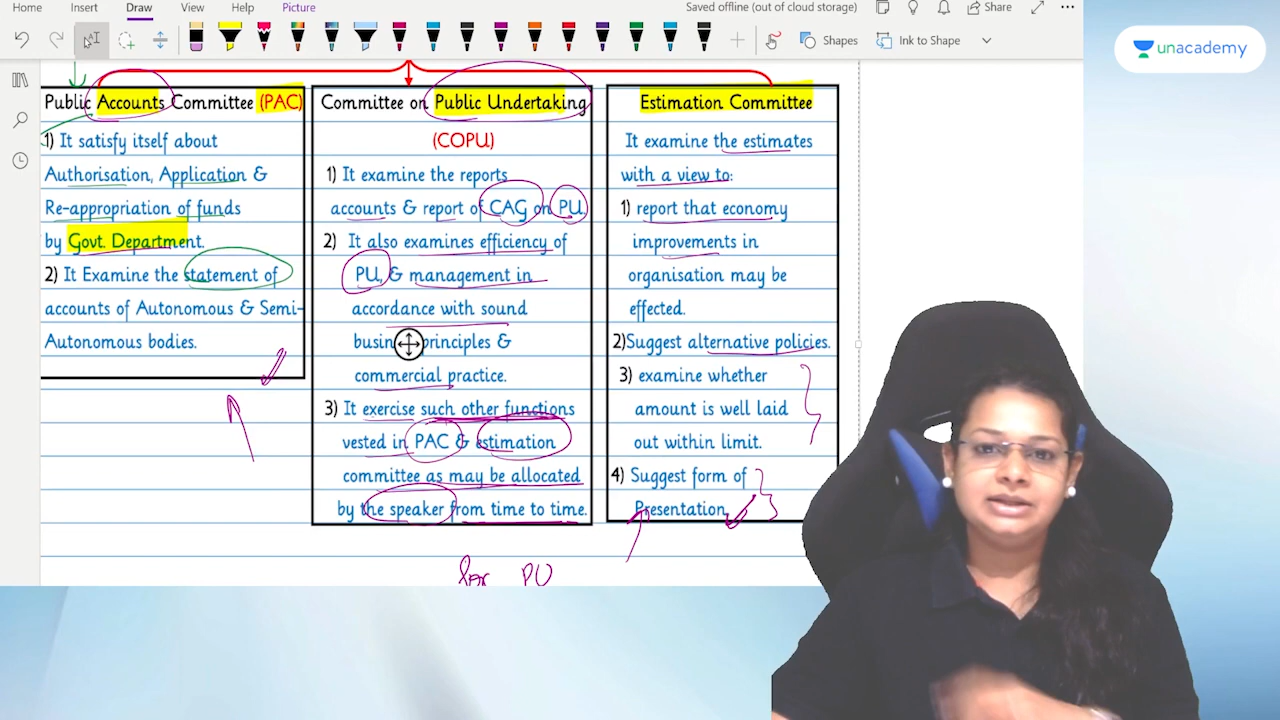 Home Insert Draw View Help Picture Saved offline (out of cloud storage) Share
Shapes Ink to Shape
unacademy
Public Accounts Committee (PAC)
1) It satisfy itself about
Authorisation, Application &
Re-appropriation of funds
by Govt. Department.
2) It Examine the statement of
accounts of Autonomous & Semi-
Autonomous bodies.
Committee on Public Undertaking
(COPU)
1) It examine the reports
accounts & report of CAG on PU.
2) It also examines efficiency of
PU, & management in
accordance with sound
principles &
commercial practice.
3) It exercise such other functions
vested in PAC & estimation
committee as may be allocated
by the speaker from time to time.
PU
Estimation Committee
It examine the estimates
with a view to:
1) report that economy
improvements in
organisation may be
effected.
2)Suggest alternative policies.
3) examine whether
amount is well laid
out within limit.
4) Suggest form of
Presentation